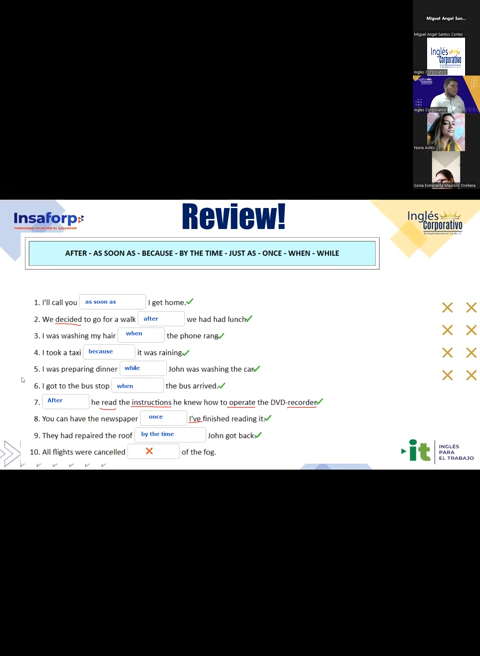 Miguel Angel San...
Miguel Angel Santos Cortez
Inglés
Corporativo
Inglés Corporativo
Inglés Corporativo
Nuria Avilés
Insaforp
Review!
Inglés
Corporativo
AFTER - AS SOON AS - BECAUSE - BY THE TIME - JUST AS - ONCE - WHEN - WHILE
1. I'll call you as soon as I get home.
2. We decided to go for a walk after we had had lunch
3. I was washing my hair when the phone rang
4. I took a taxi because it was raining
5. I was preparing dinner while John was washing the car
6. I got to the bus stop when the bus arrived.
7. After he read the instructions he knew how to operate the DVD-recorder
8. You can have the newspaper once I've finished reading it
9. They had repaired the roof by the time John got back
10. All flights were cancelled of the fog.
it
INGLÉS
PARA
EL TRABAJO